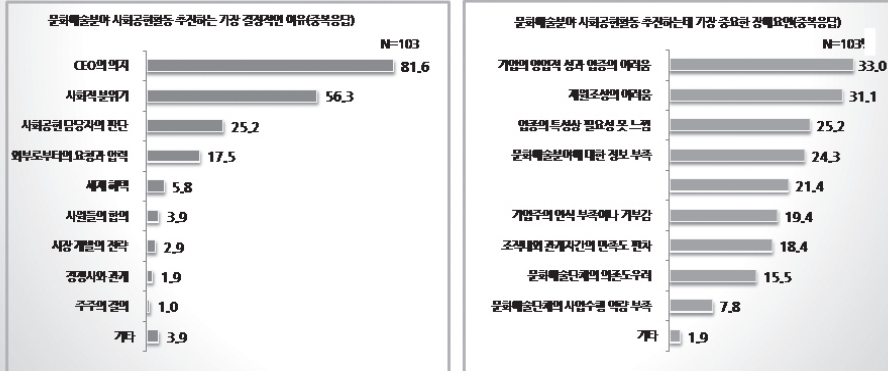 문화예술분야 사회공헌활동 추진하는 가장 결정적인 이유(중복응답)
N=103
CEO의 의지 81.6
사회적 분위기 56.3
사회공헌 담당자의 판단 25.2
외부로부터의 요청과 압력 17.5
세제 혜택 5.8
사원들의 합의 3.9
시장 개발의 전략 2.9
경쟁사와 관계 1.9
주주의 결의 1.0
기타 3.9
문화예술분야 사회공헌활동 추진하는데 가장 중요한 장애요인(중복응답)
N=103
기업의 영업적 성과 입증의 어려움 33.0
재원조성의 어려움 31.1
업종의 특성상 필요성 못 느낌 25.2
문화예술분야에 대한 정보 부족 24.3
21.4
기업주의 인식 부족이나 거부감 19.4
조직내외 관계자간의 만족도 편차 18.4
문화예술단체의 의존도우려 15.5
문화예술단체의 사업수행 역량 부족 7.8
기타 1.9